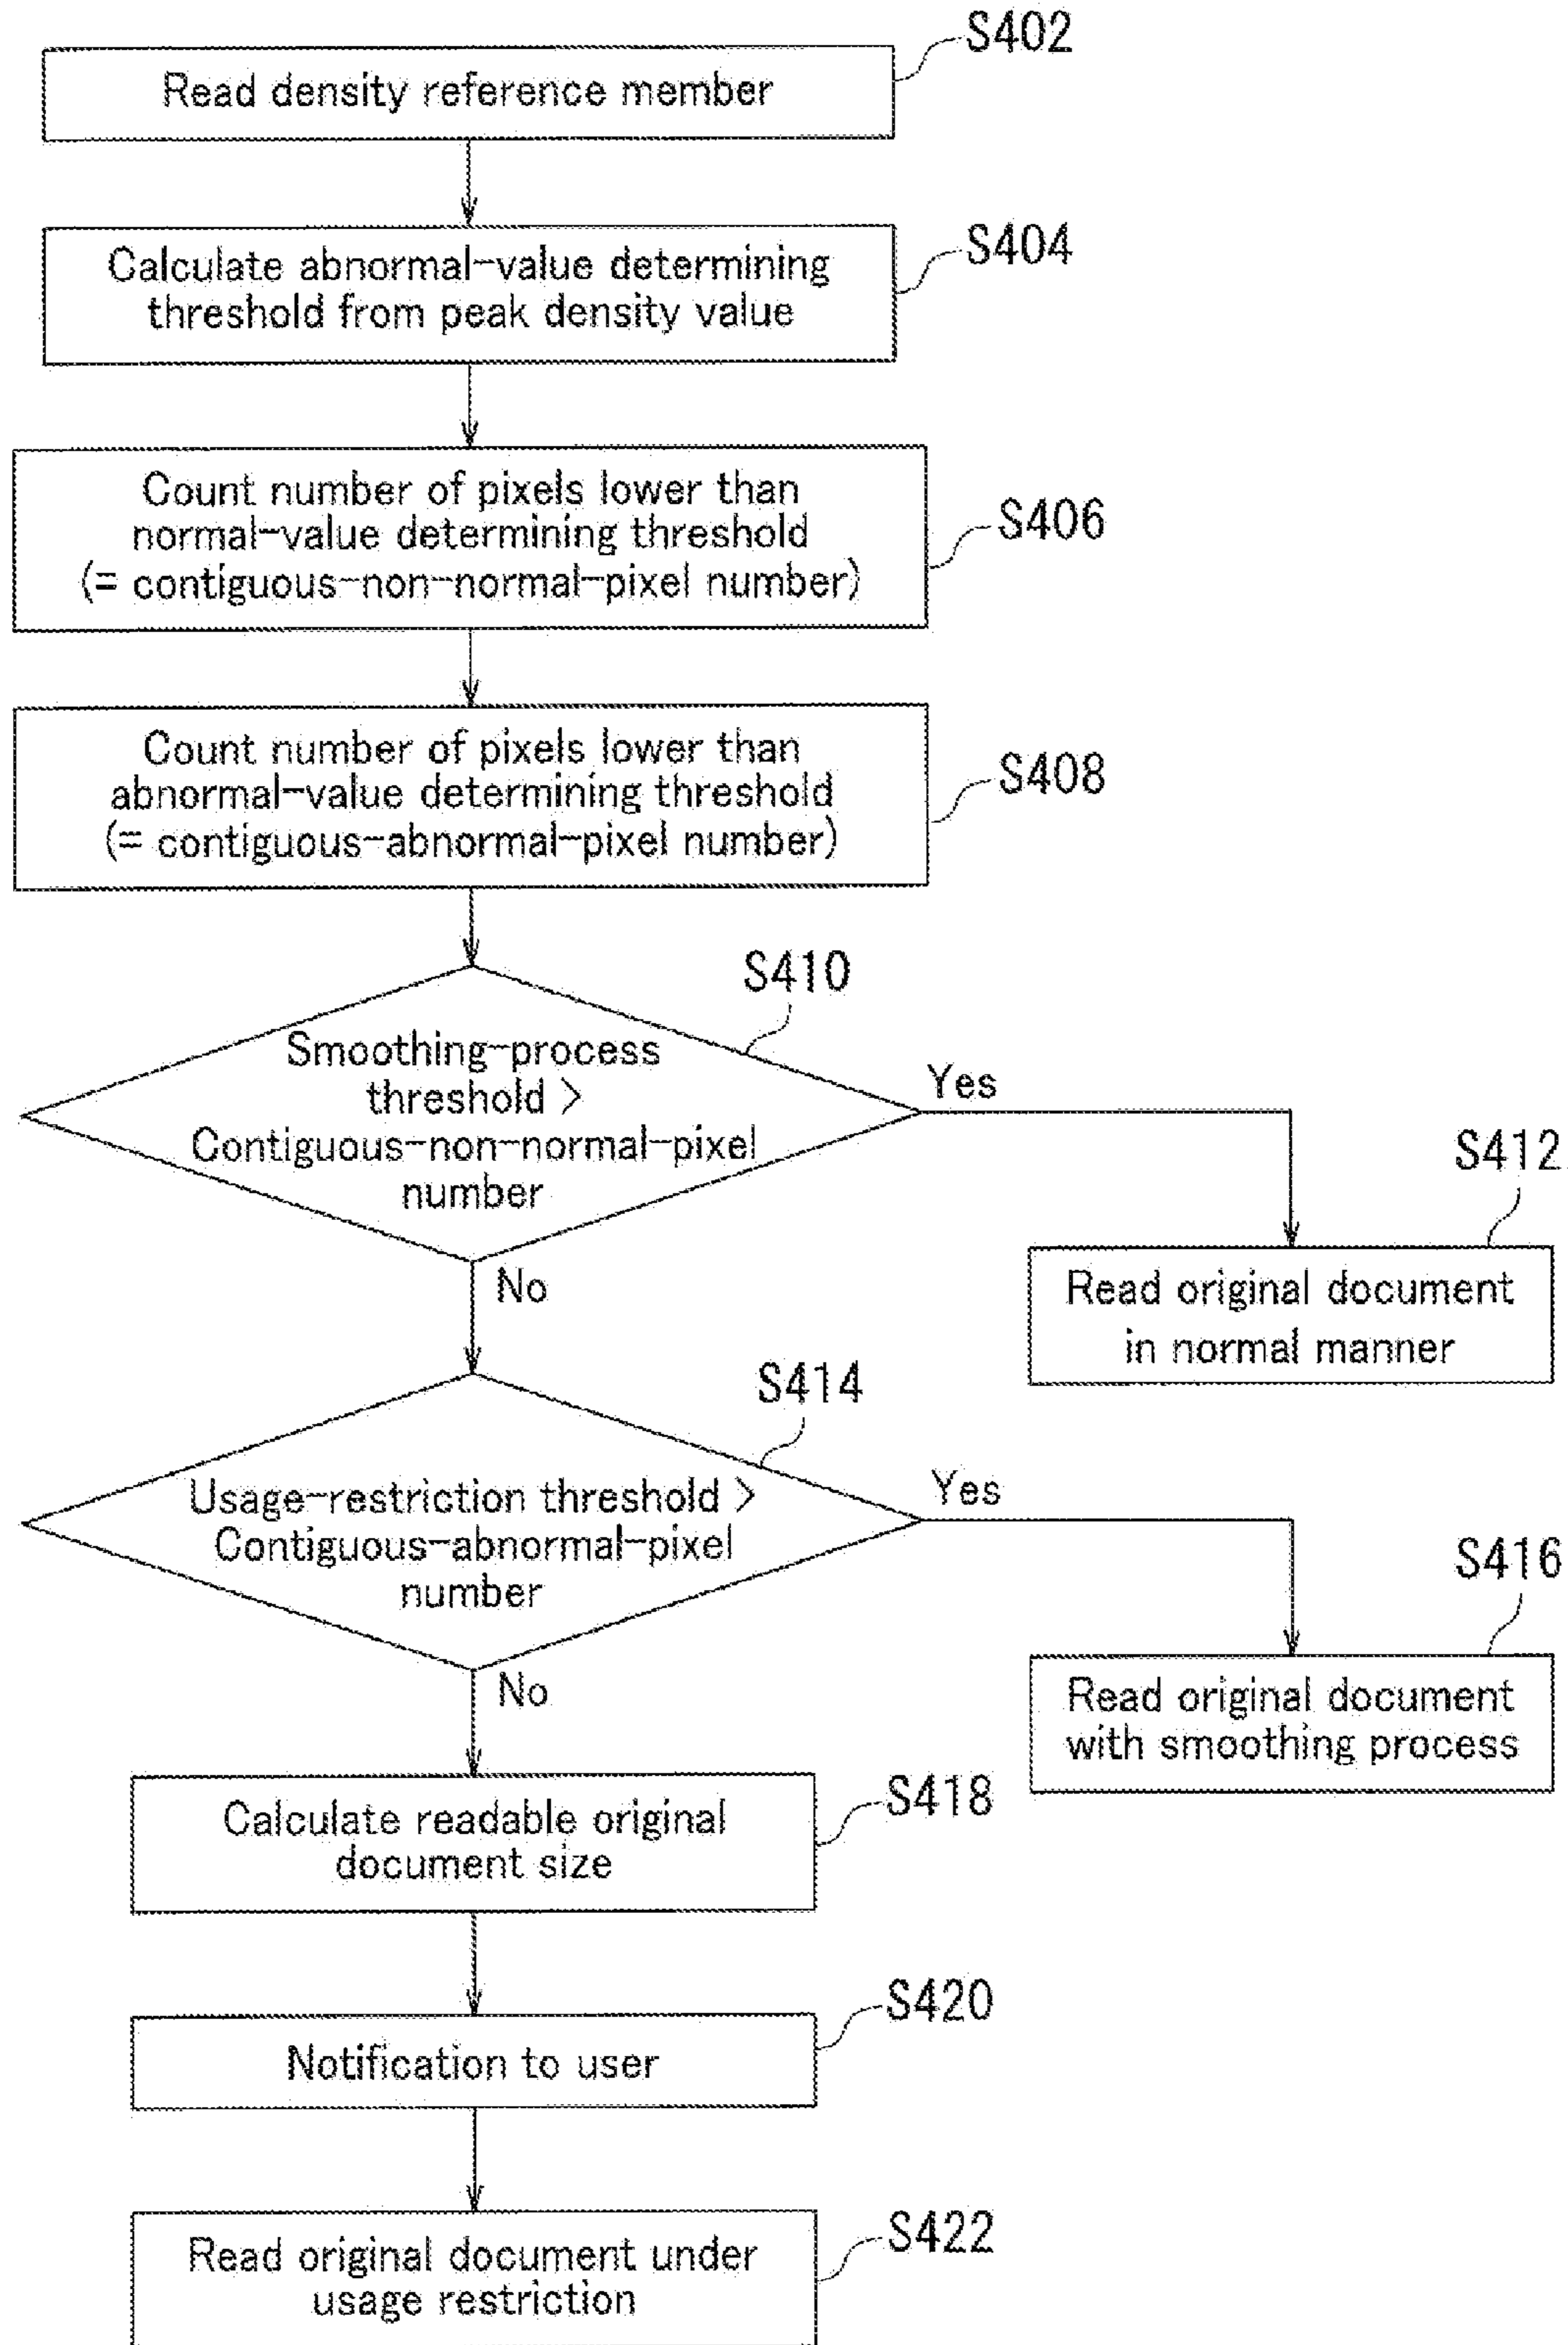 S402
Read density reference member
S404
Calculate abnormal-value determining
threshold from peak density value
Count number of pixels lower than
normal-value determining threshold
(= contiguous-non-normal-pixel number)
S406
Count number of pixels lower than
abnormal-value determining threshold
(= contiguous-abnormal-pixel number)
S408
S410
Smoothing-process
threshold >
Contiguous-non-normal-pixel
number
Yes
No
S412
Read original document
in normal manner
S414
Usage-restriction threshold >
Contiguous-abnormal-pixel
number
Yes
No
S416
Read original document
with smoothing process
S418
Calculate readable original
document size
S420
Notification to user
S422
Read original document under
usage restriction